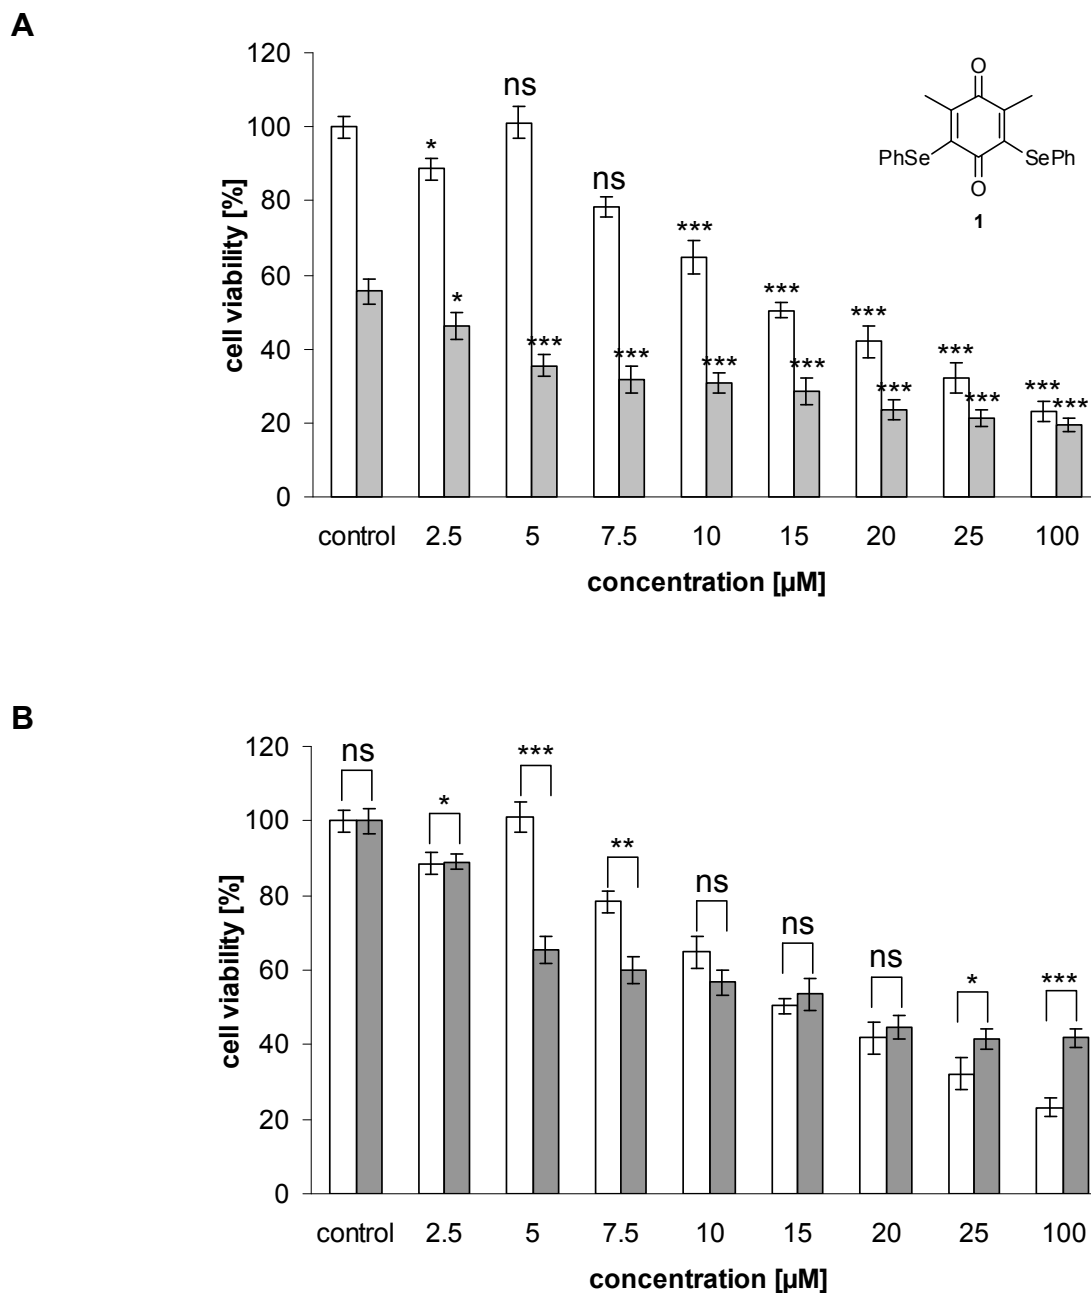 A
cell viability [%]
120
100
80
60
40
20
0
*
*
ns
***
ns
***
***
***
***
***
***
***
***
***
***
***
O
PhSe
SePh
O
1
control 2.5 5 7.5 10 15 20 25 100
concentration [µM]
B
cell viability [%]
120
100
80
60
40
20
0
ns
*
***
**
ns
ns
ns
*
***
control 2.5 5 7.5 10 15 20 25 100
concentration [µM]